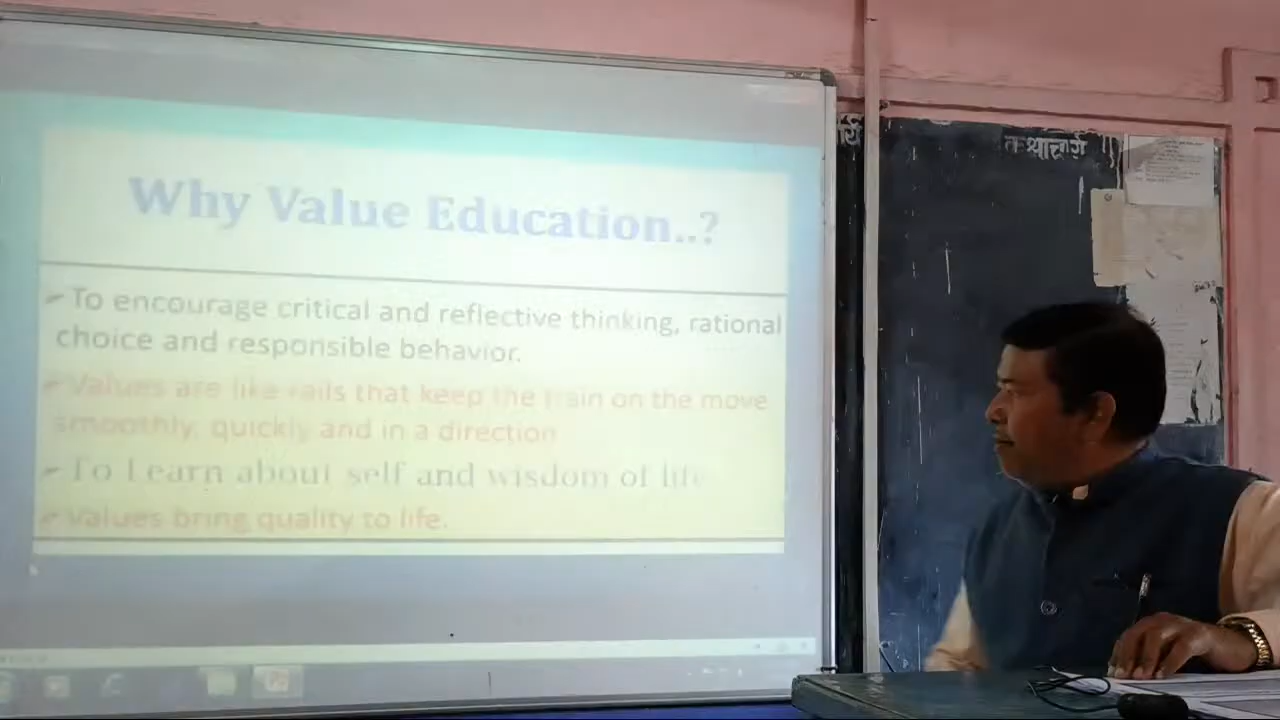 Why Value Education..?
To encourage critical and reflective thinking, rational
choice and responsible behavior.
Values are like rails that keep the train on the move
smoothly, quickly and in a direction
To Learn about self and wisdom of life
Values bring quality to life.